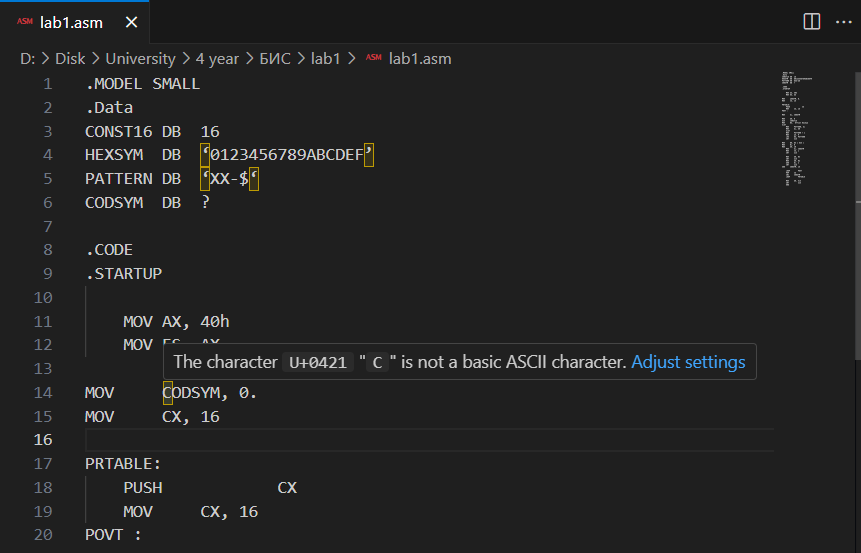 ASM lab1.asm
D: > Disk > University > 4 year > БИС > lab1 > ASM lab1.asm
1 .MODEL SMALL
2 .Data
3 CONST16 DB 16
4 HEXSYM DB ‘0123456789ABCDEF’
5 PATTERN DB ‘XX-$‘
6 CODSYM DB ?
7
8 .CODE
9 .STARTUP
10
11 MOV AX, 40h
12 MOV ES, AX
The character U+0421 "С" is not a basic ASCII character. Adjust settings
13
14 MOV СODSYM, 0.
15 MOV CX, 16
16
17 PRTABLE:
18 PUSH CX
19 MOV CX, 16
20 POVT :